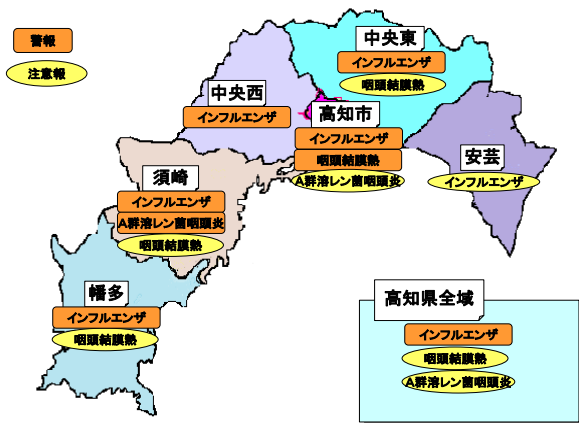 警報
注意報
中央東
インフルエンザ
咽頭結膜熱
中央西
インフルエンザ
高知市
インフルエンザ
咽頭結膜熱
A群溶レン菌咽頭炎
安芸
インフルエンザ
須崎
インフルエンザ
A群溶レン菌咽頭炎
咽頭結膜熱
幡多
インフルエンザ
咽頭結膜熱
高知県全域
インフルエンザ
咽頭結膜熱
A群溶レン菌咽頭炎